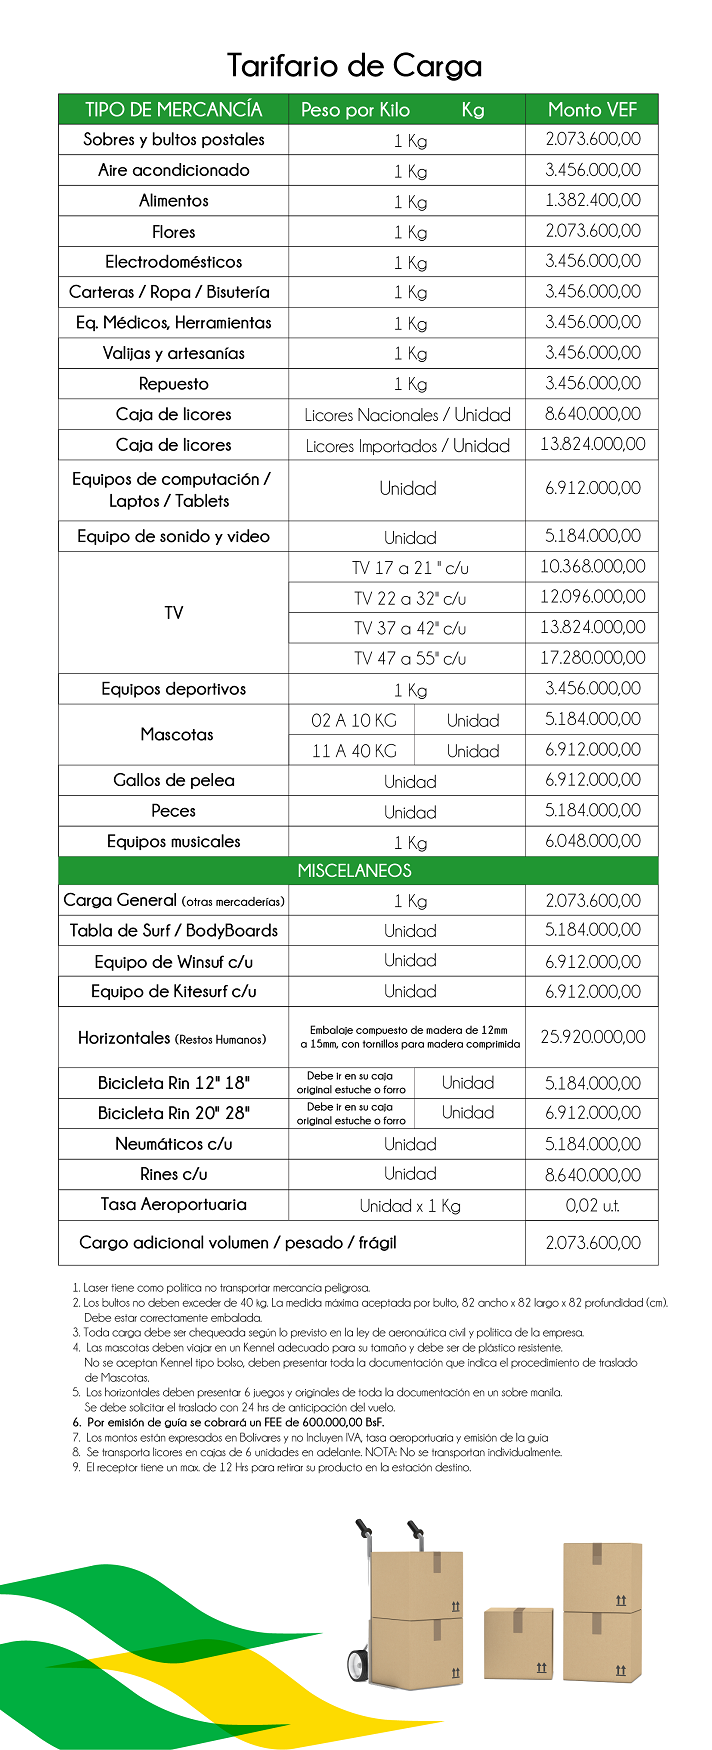 Tarifario de Carga
TIPO DE MERCANCÍA Peso por Kilo Kg Monto VEF
Sobres y bultos postales 1 Kg 2.073.600,00
Aire acondicionado 1 Kg 3.456.000,00
Alimentos 1 Kg 1.382.400,00
Flores 1 Kg 2.073.600,00
Electrodomésticos 1 Kg 3.456.000,00
Carteras / Ropa / Bisutería 1 Kg 3.456.000,00
Eq. Médicos, Herramientas 1 Kg 3.456.000,00
Valijas y artesanías 1 Kg 3.456.000,00
Repuesto 1 Kg 3.456.000,00
Caja de licores Licores Nacionales / Unidad 8.640.000,00
Caja de licores Licores Importados / Unidad 13.824.000,00
Equipos de computación /
Laptos / Tablets Unidad 6.912.000,00
Equipo de sonido y video Unidad 5.184.000,00
TV
TV 17 a 21 " c/u 10.368.000,00
TV 22 a 32" c/u 12.096.000,00
TV 37 a 42" c/u 13.824.000,00
TV 47 a 55" c/u 17.280.000,00
Equipos deportivos 1 Kg 3.456.000,00
Mascotas
02 A 10 KG Unidad 5.184.000,00
11 A 40 KG Unidad 6.912.000,00
Gallos de pelea Unidad 6.912.000,00
Peces Unidad 5.184.000,00
Equipos musicales 1 Kg 6.048.000,00
MISCELANEOS
Carga General (otras mercaderías) 1 Kg 2.073.600,00
Tabla de Surf / BodyBoards Unidad 5.184.000,00
Equipo de Winsuf c/u Unidad 6.912.000,00
Equipo de Kitesurf c/u Unidad 6.912.000,00
Horizontales (Restos Humanos) Embalaje compuesto de madera de 12mm
a 15mm, con tornillos para madera comprimida 25.920.000,00
Bicicleta Rin 12" 18" Debe ir en su caja
original estuche o forro Unidad 5.184.000,00
Bicicleta Rin 20" 28" Debe ir en su caja
original estuche o forro Unidad 6.912.000,00
Neumáticos c/u Unidad 5.184.000,00
Rines c/u Unidad 8.640.000,00
Tasa Aeroportuaria Unidad x 1 Kg 0,02 u.t.
Cargo adicional volumen / pesado / frágil 2.073.600,00
1. Laser tiene como política no transportar mercancía peligrosa.
2. Los bultos no deben exceder de 40 kg. La medida máxima aceptada por bulto, 82 ancho x 82 largo x 82 profundidad (cm).
Debe estar correctamente embalada.
3. Toda carga debe ser chequeada según lo previsto en la ley de aeronaútica civil y política de la empresa.
4. Las mascotas deben viajar en un Kennel adecuado para su tamaño y debe ser de plástico resistente.
No se aceptan Kennel tipo bolso, deben presentar toda la documentación que indica el procedimiento de traslado
de Mascotas.
5. Los horizontales deben presentar 6 juegos y originales de toda la documentación en un sobre manila.
Se debe solicitar el traslado con 24 hrs de anticipación del vuelo.
6. Por emisión de guía se cobrará un FEE de 600.000,00 BsF.
7. Los montos están expresados en Bolivares y no Incluyen IVA, tasa aeroportuaria y emisión de la guia
8. Se transporta licores en cajas de 6 unidades en adelante. NOTA: No se transportan individualmente.
9. El receptor tiene un max. de 12 Hrs para retirar su producto en la estación destino.